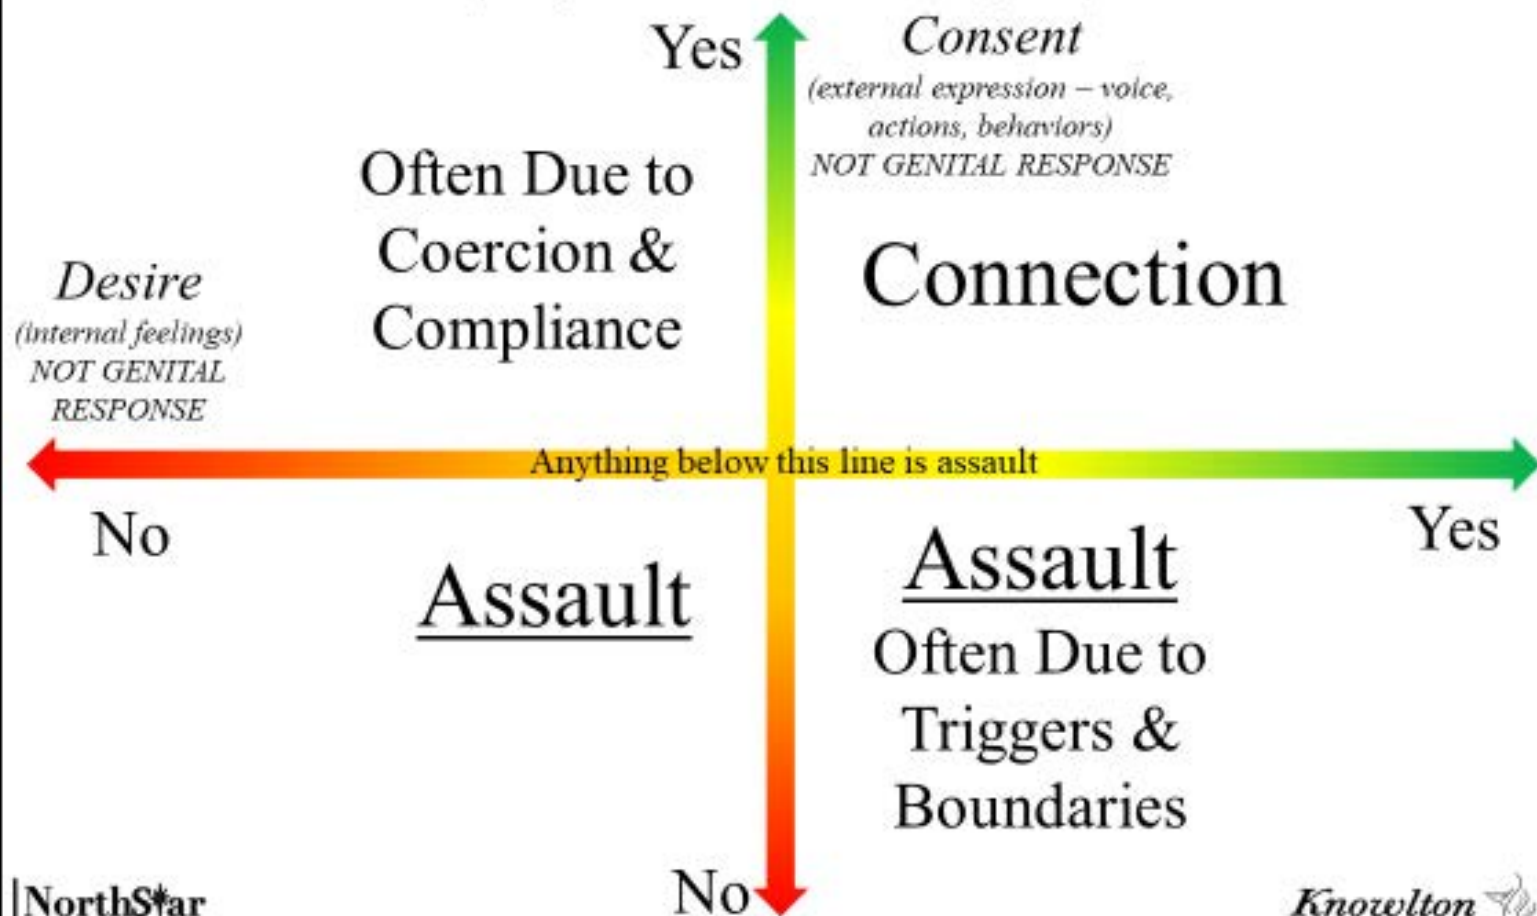 Yes
Consent
(external expression – voice,
actions, behaviors)
NOT GENITAL RESPONSE
Often Due to
Coercion &
Compliance
Connection
Desire
(internal feelings)
NOT GENITAL
RESPONSE
Anything below this line is assault
No
Yes
Assault
Assault
Often Due to
Triggers &
Boundaries
No
NorthStar
Knowlton